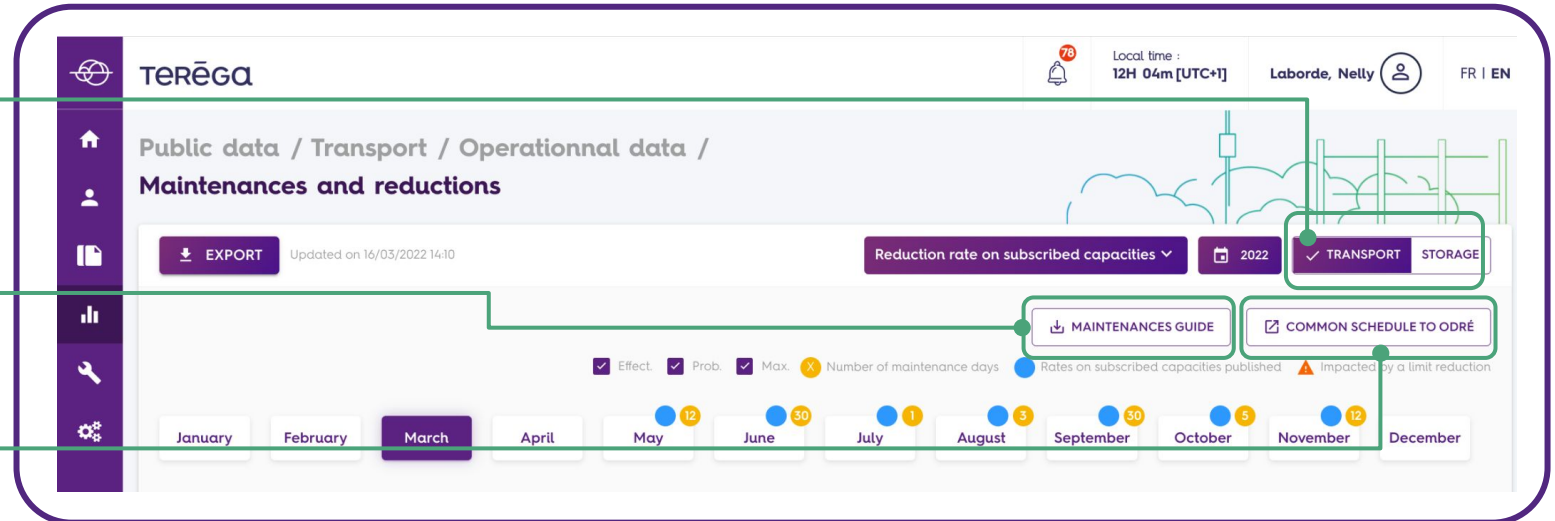 TERĒGA
78
Local time :
12H 04m [UTC+1]
Laborde, Nelly
FR | EN
Public data / Transport / Operationnal data /
Maintenances and reductions
EXPORT
Updated on 16/03/2022 14:10
Reduction rate on subscribed capacities
2022
TRANSPORT
STORAGE
MAINTENANCES GUIDE
COMMON SCHEDULE TO ODRÉ
Effect.
Prob.
Max.
X Number of maintenance days
Rates on subscribed capacities published
Impacted by a limit reduction
12
30
1
3
30
5
12
January
February
March
April
May
June
July
August
September
October
November
December